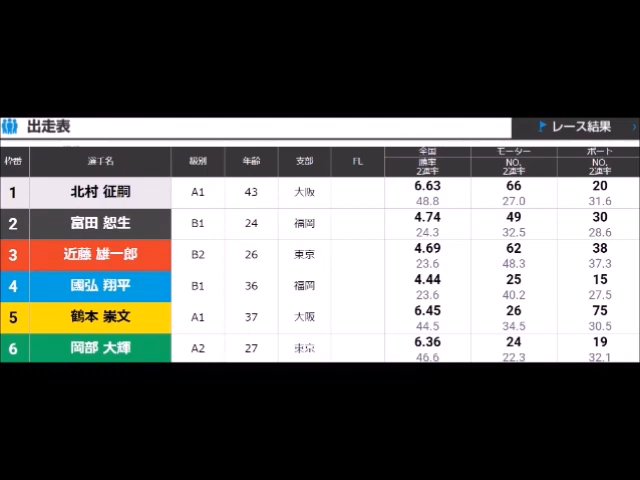 出走表
レース結果
枠番 選手名 級別 年齢 支部 FL 全国 勝率 2連率 モーター NO. 2連率 ボート NO. 2連率
1 北村 征嗣 A1 43 大阪 6.63 48.8 66 27.0 20 31.6
2 富田 恕生 B1 24 福岡 4.74 24.3 49 32.5 30 28.6
3 近藤 雄一郎 B2 26 東京 4.69 23.6 62 48.3 38 37.3
4 國弘 翔平 B1 36 福岡 4.44 23.6 25 40.2 15 27.5
5 鶴本 崇文 A1 37 大阪 6.45 44.5 26 34.5 75 30.5
6 岡部 大輝 A2 27 東京 6.36 46.6 24 22.3 19 32.1